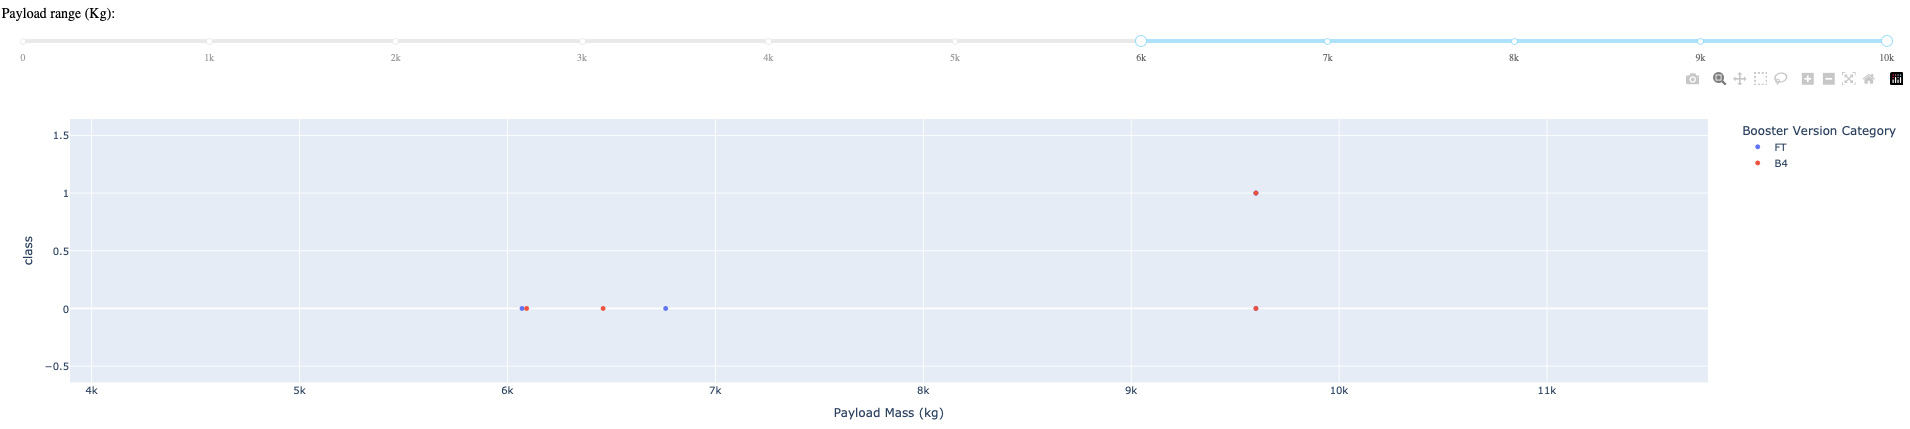 Payload range (Kg):
0 1k 2k 3k 4k 5k 6k 7k 8k 9k 10k
Booster Version Category
FT
B4
1.5
1
0.5
0
−0.5
class
4k 5k 6k 7k 8k 9k 10k 11k
Payload Mass (kg)